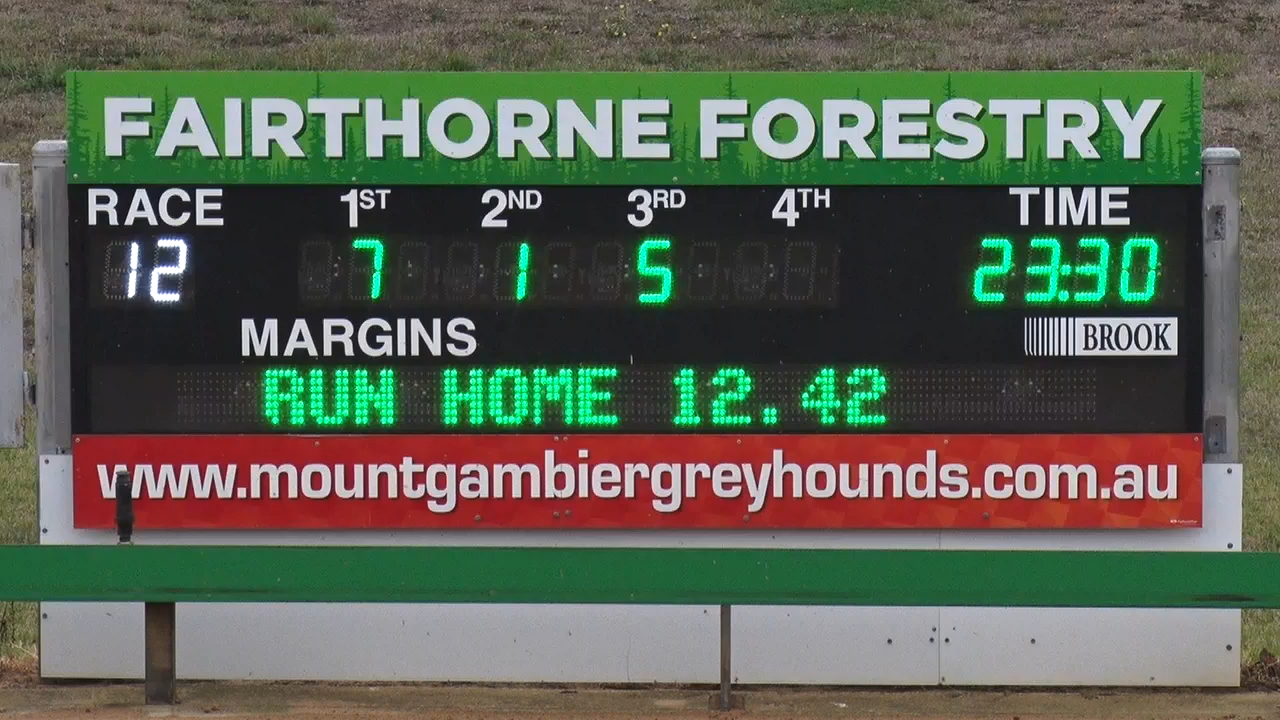 FAIRTHORNE FORESTRY
RACE 1ST 2ND 3RD 4TH TIME
12 7 1 5 23:30
MARGINS BROOK
RUN HOME 12.42
www.mountgambiergreyhounds.com.au